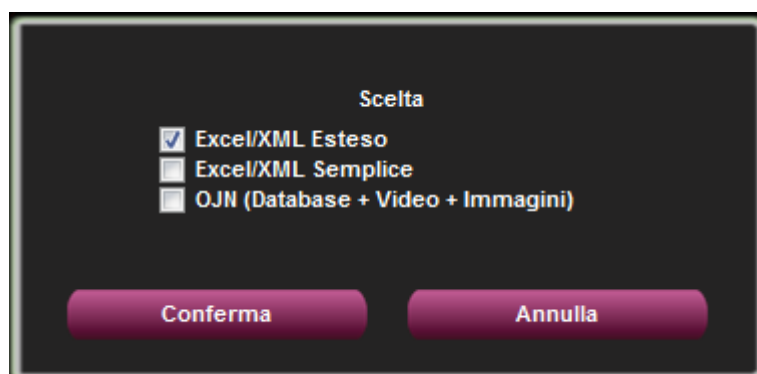 Scelta
Excel/XML Esteso
Excel/XML Semplice
OJN (Database + Video + Immagini)
Conferma
Annulla